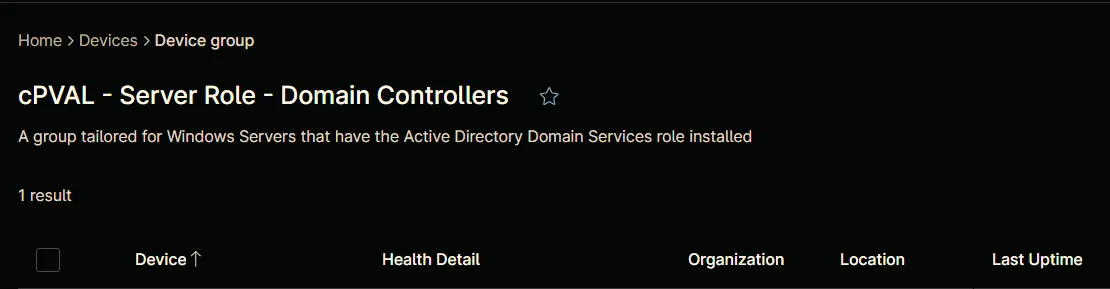 Home > Devices > Device group
cPVAL - Server Role - Domain Controllers
A group tailored for Windows Servers that have the Active Directory Domain Services role installed
1 result
Device↑ Health Detail Organization Location Last Uptime